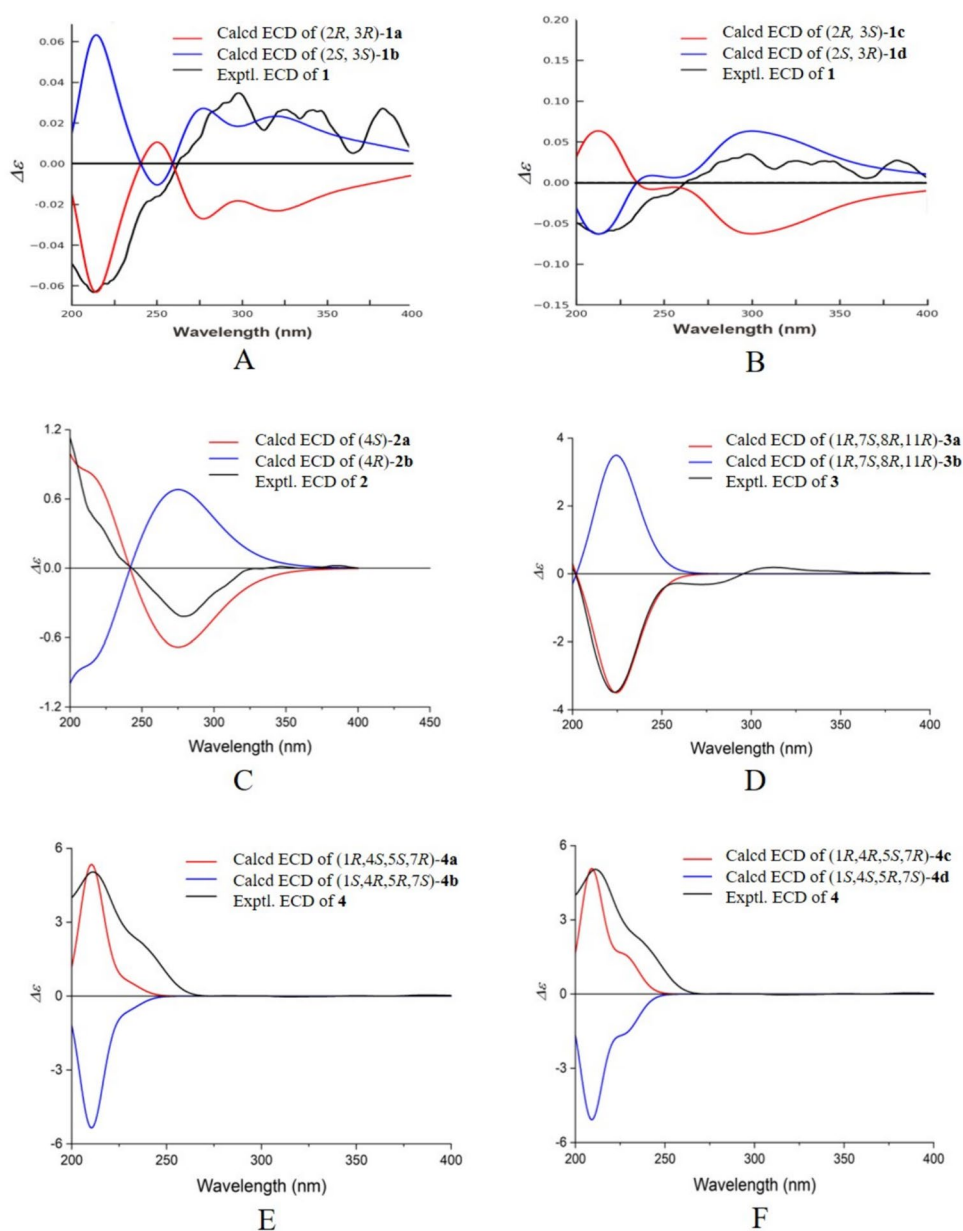 Calcd ECD of (2R, 3R)-1a
Calcd ECD of (2S, 3S)-1b
Exptl. ECD of 1
0.06
0.04
0.02
0.00
−0.02
−0.04
−0.06
Δε
200 250 300 350 400
Wavelength (nm)
A
Calcd ECD of (2R, 3S)-1c
Calcd ECD of (2S, 3R)-1d
Exptl. ECD of 1
0.20
0.15
0.10
0.05
0.00
−0.05
−0.10
−0.15
Δε
200 250 300 350 400
Wavelength (nm)
B
Calcd ECD of (4S)-2a
Calcd ECD of (4R)-2b
Exptl. ECD of 2
1.2
0.6
0.0
-0.6
-1.2
Δε
200 250 300 350 400 450
Wavelength (nm)
C
Calcd ECD of (1R,7S,8R,11R)-3a
Calcd ECD of (1R,7S,8R,11R)-3b
Exptl. ECD of 3
4
2
0
-2
-4
Δε
200 250 300 350 400
Wavelength (nm)
D
Calcd ECD of (1R,4S,5S,7R)-4a
Calcd ECD of (1S,4R,5R,7S)-4b
Exptl. ECD of 4
6
3
0
-3
-6
Δε
200 250 300 350 400
Wavelength (nm)
E
Calcd ECD of (1R,4R,5S,7R)-4c
Calcd ECD of (1S,4S,5R,7S)-4d
Exptl. ECD of 4
6
3
0
-3
-6
Δε
200 250 300 350 400
Wavelength (nm)
F